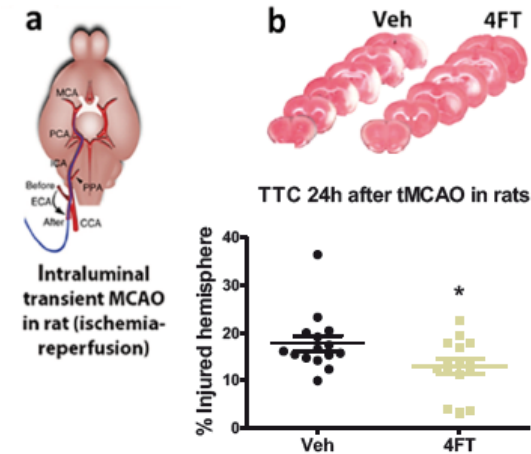 a
MCA
PCA
ICA
PPA
Before
ECA
After
CCA
Intraluminal
transient MCAO
in rat (ischemia-
reperfusion)
b
Veh
4FT
TTC 24h after tMCAO in rats
% Injured hemisphere
40
30
20
10
0
*
Veh
4FT